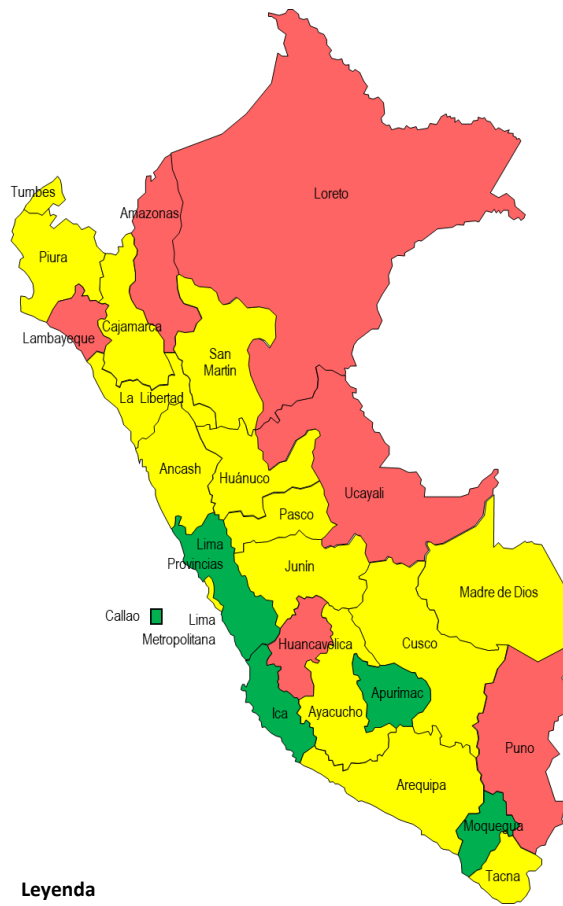 Loreto
Tumbes
Amazonas
Piura
Lambayeque
Cajamarca
San
Martín
La Libertad
Ancash
Huánuco
Ucayali
Pasco
Lima
Provincias
Junín
Madre de Dios
Callao
Lima
Metropolitana
Huancavelica
Cusco
Apurimac
Ica
Ayacucho
Puno
Arequipa
Moquegua
Tacna
Leyenda